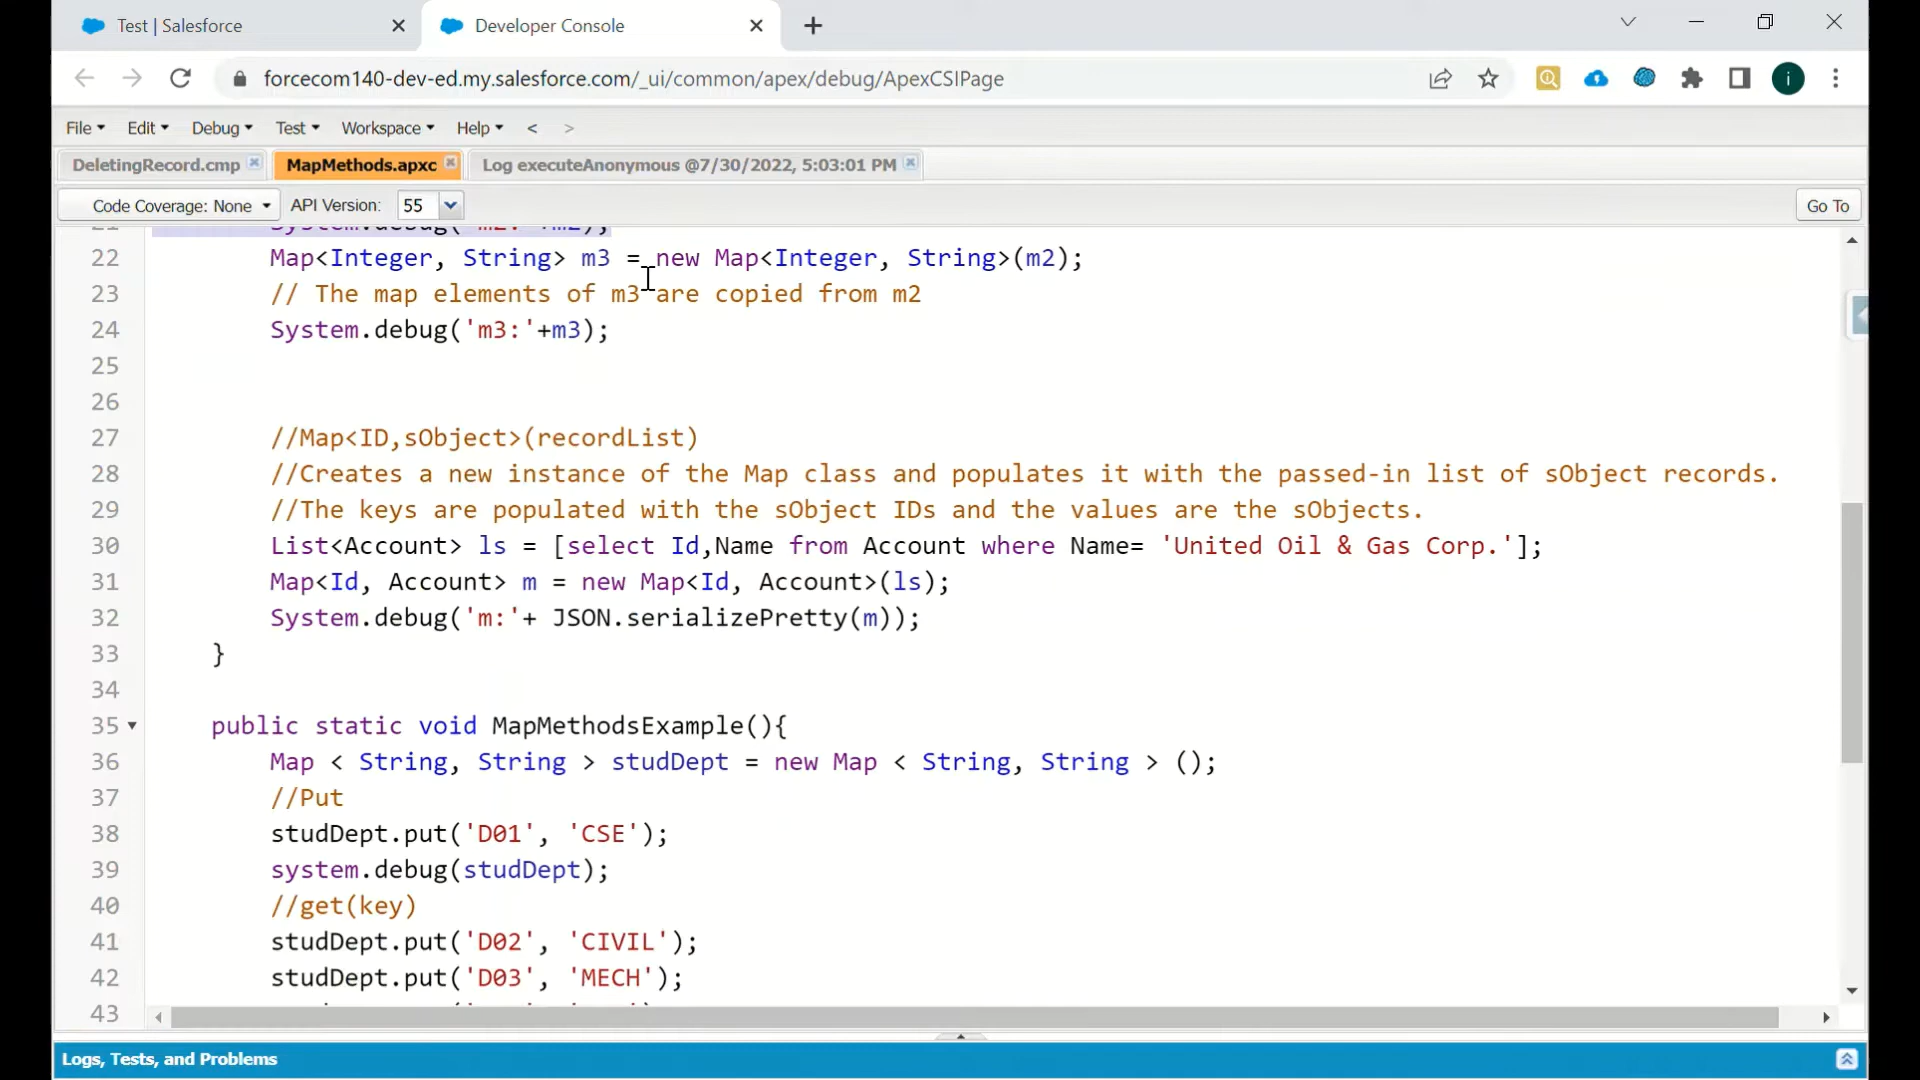 Test | Salesforce
Developer Console
forcecom140-dev-ed.my.salesforce.com/_ui/common/apex/debug/ApexCSIPage
i
File Edit Debug Test Workspace Help < >
DeletingRecord.cmp MapMethods.apxc Log executeAnonymous @7/30/2022, 5:03:01 PM
Code Coverage: None API Version: 55 Go To
21 System.debug('m2:'+m2);
22 Map<Integer, String> m3 = new Map<Integer, String>(m2);
23 // The map elements of m3 are copied from m2
24 System.debug('m3:'+m3);
25
26
27 //Map<ID,sObject>(recordList)
28 //Creates a new instance of the Map class and populates it with the passed-in list of sObject records.
29 //The keys are populated with the sObject IDs and the values are the sObjects.
30 List<Account> ls = [select Id,Name from Account where Name= 'United Oil & Gas Corp.'];
31 Map<Id, Account> m = new Map<Id, Account>(ls);
32 System.debug('m:'+ JSON.serializePretty(m));
33 }
34
35 public static void MapMethodsExample(){
36 Map < String, String > studDept = new Map < String, String > ();
37 //Put
38 studDept.put('D01', 'CSE');
39 system.debug(studDept);
40 //get(key)
41 studDept.put('D02', 'CIVIL');
42 studDept.put('D03', 'MECH');
43
Logs, Tests, and Problems